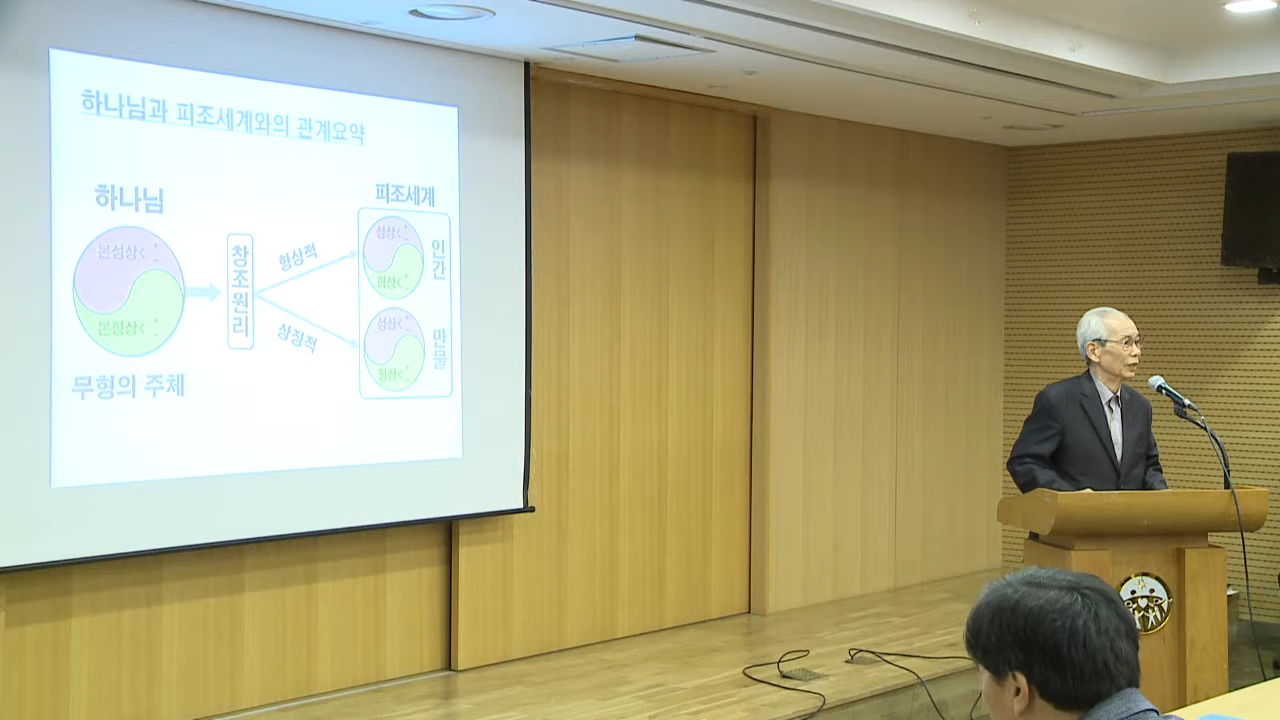 하나님과 피조세계와의 관계요약
하나님
피조세계
본성상< + -
본형상< + -
창조원리
형상적
상징적
성상< + -
형상< + -
인간
성상< + -
형상< + -
만물
무형의 주체